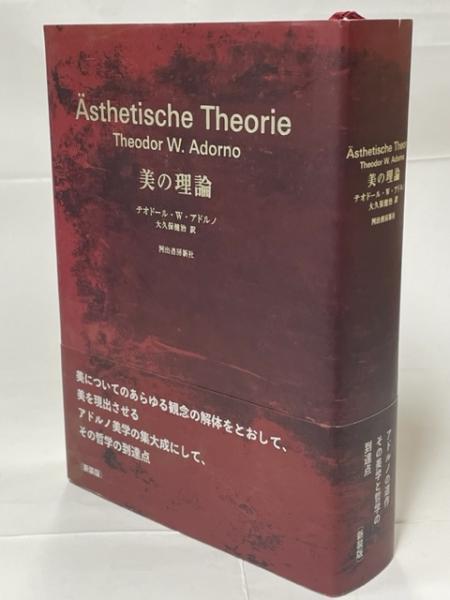 Ästhetische Theorie
Theodor W. Adorno
美の理論
テオドール・W・アドルノ
大久保健治 訳
河出書房新社
美についてのあらゆる観念の解体をとおして、
美を現出させる
アドルノ美学の集大成にして、
その哲学の到達点
[新装版]
Ästhetische Theorie
Theodor W. Adorno
美の理論
テオドール・W・アドルノ
大久保健治 訳
河出書房新社
アドルノの遺作
その美学と哲学の
到達点
[新装版]